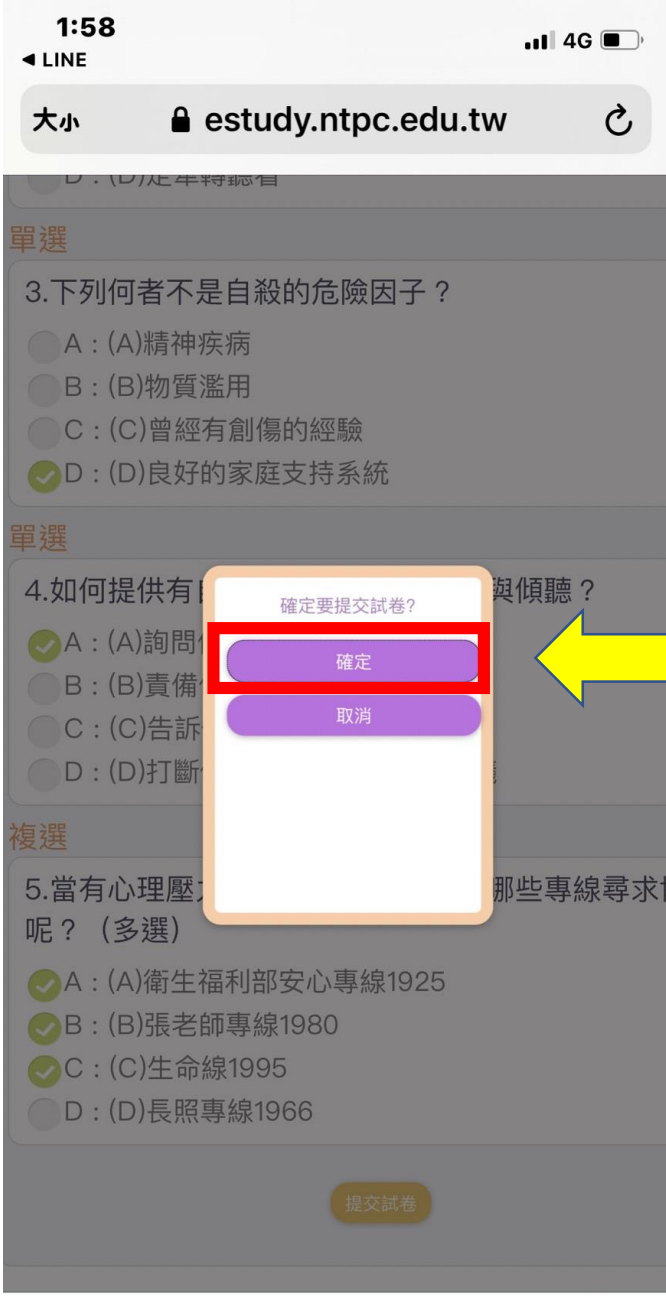 1:58
4G
◀ LINE
大小 estudy.ntpc.edu.tw
單選
3.下列何者不是自殺的危險因子？
A : (A)精神疾病
B : (B)物質濫用
C : (C)曾經有創傷的經驗
D : (D)良好的家庭支持系統
單選
4.如何提供有
與傾聽？
A : (A)詢問
B : (B)責備
C : (C)告訴
D : (D)打斷
確定要提交試卷?
確定
取消
複選
5.當有心理壓
哪些專線尋求
呢？（多選）
A : (A)衛生福利部安心專線1925
B : (B)張老師專線1980
C : (C)生命線1995
D : (D)長照專線1966
提交試卷